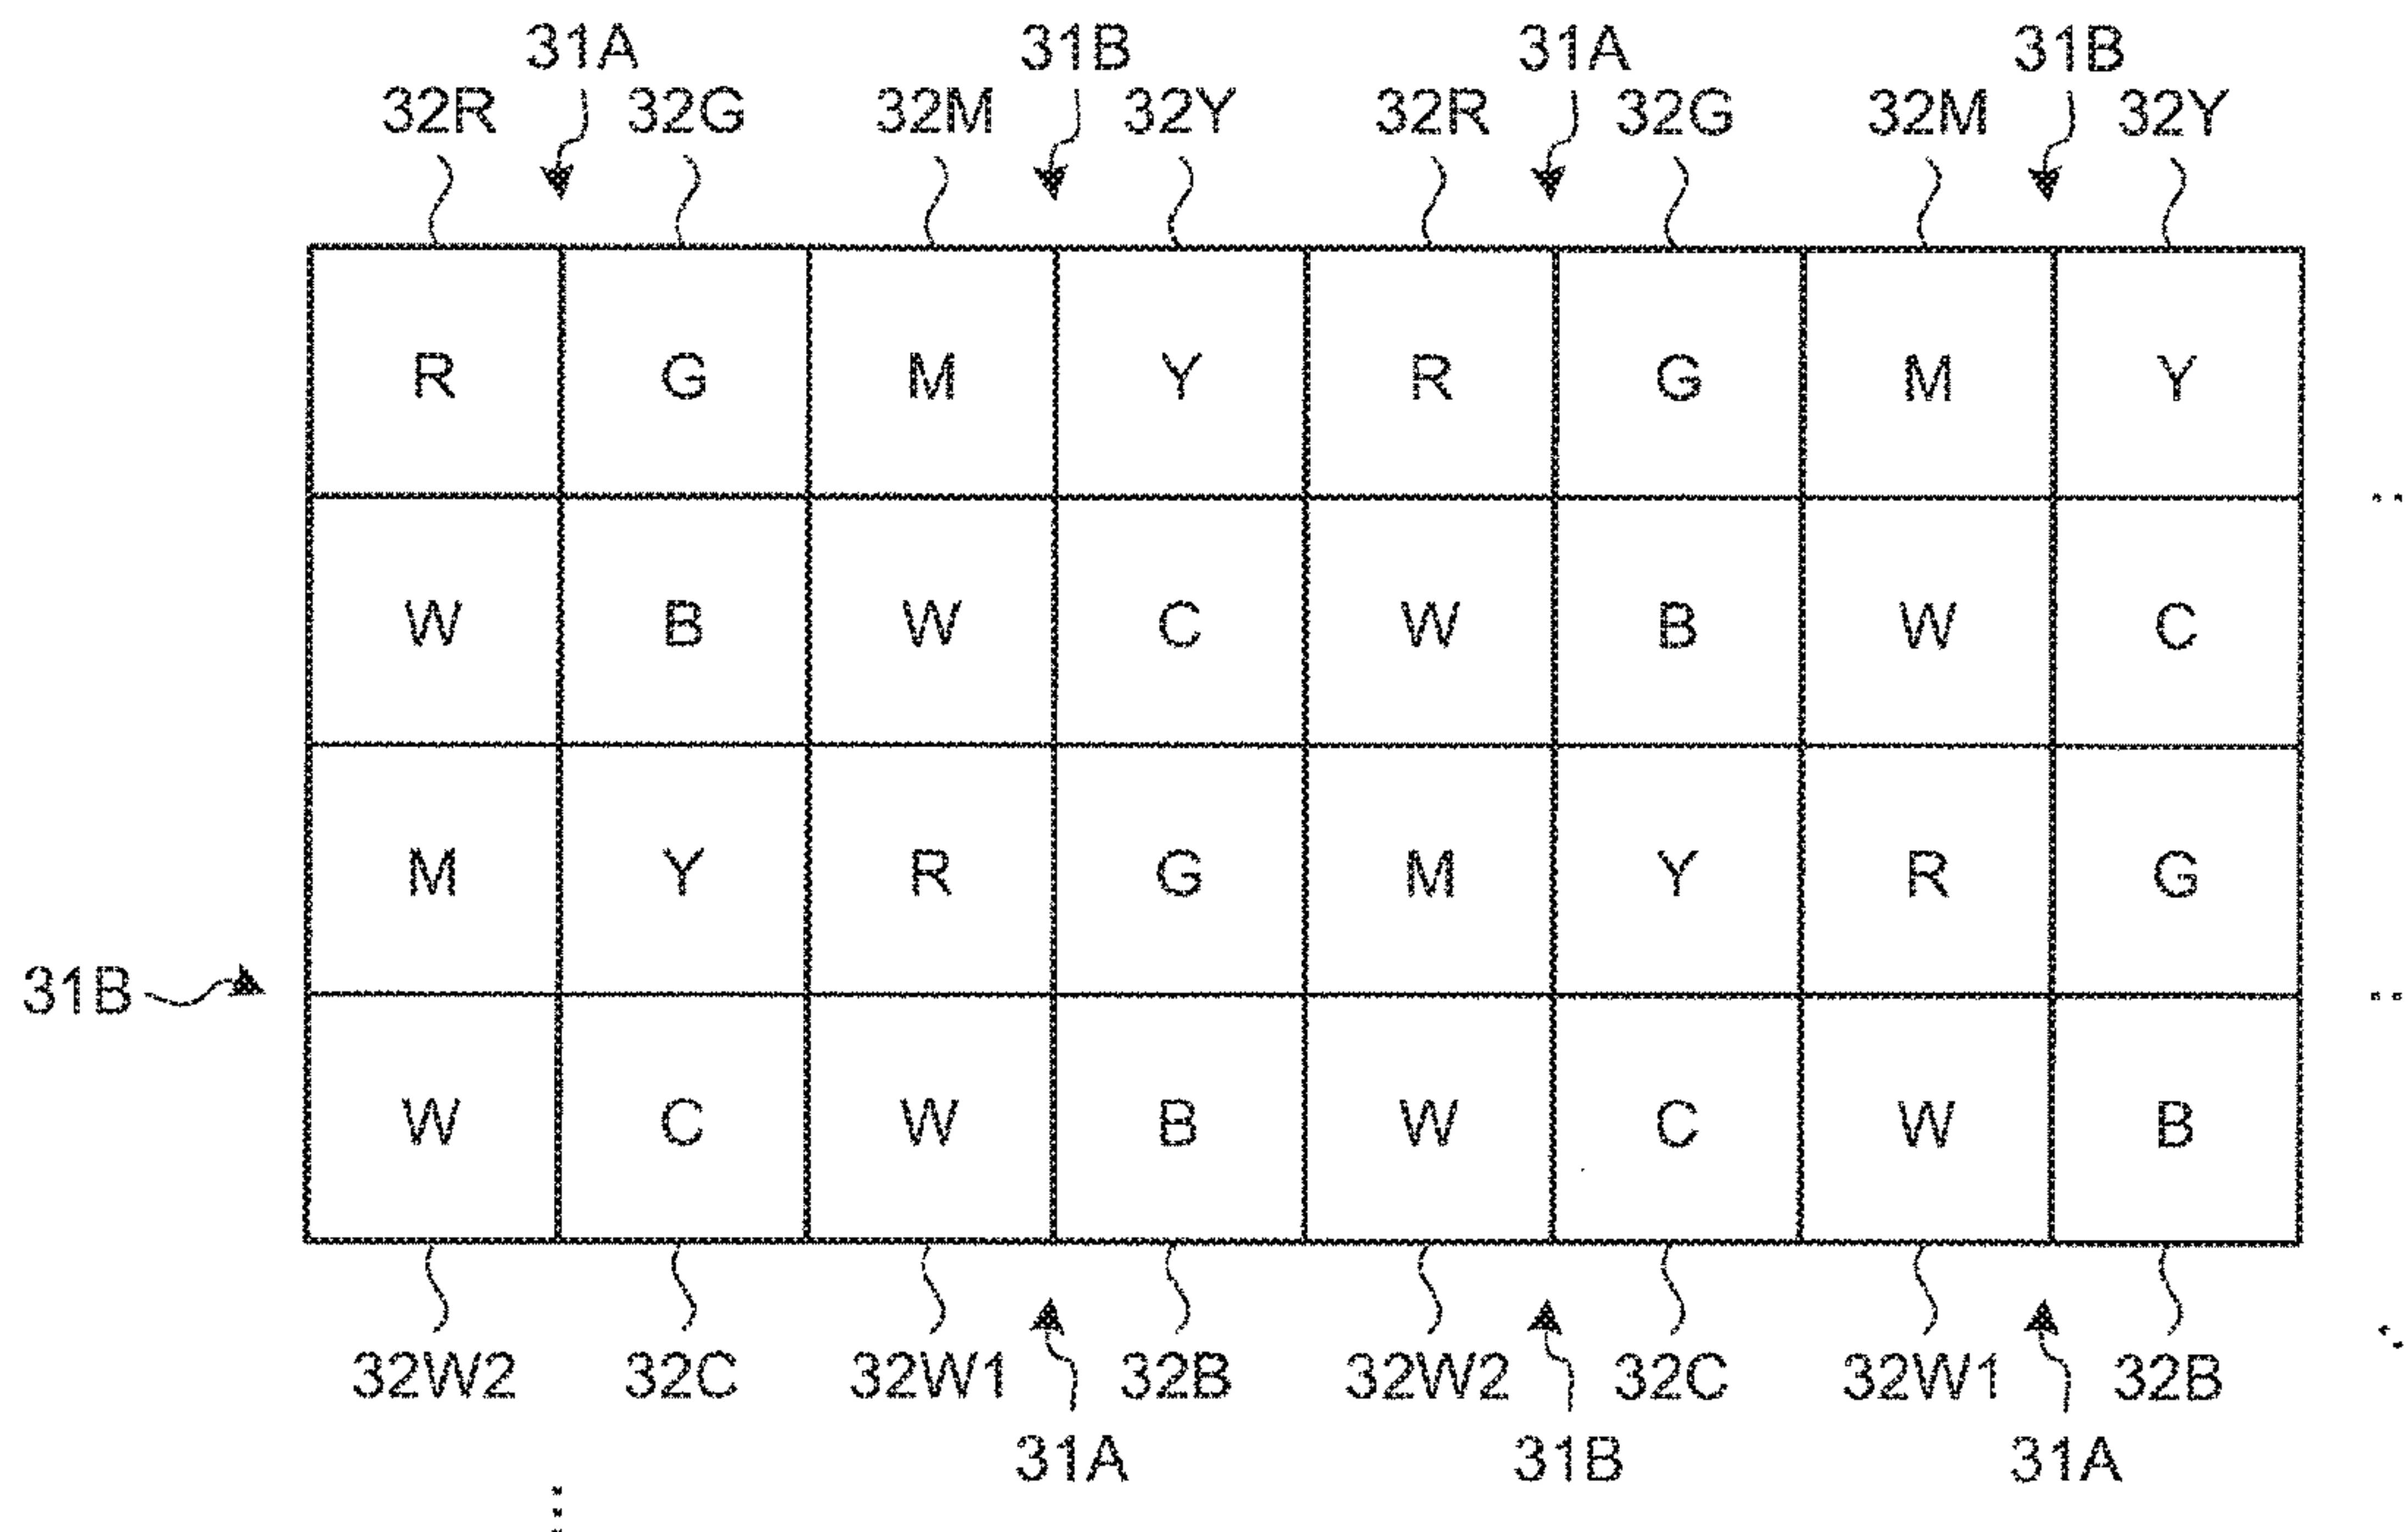 31A 31B 31A 31B
32R 32G 32M 32Y 32R 32G 32M 32Y
R G M Y R G M Y
W B W C W B W C
M Y R G M Y R G
31B
W C W B W C W B
32W2 32C 32W1 32B 32W2 32C 32W1 32B
31A 31B 31A